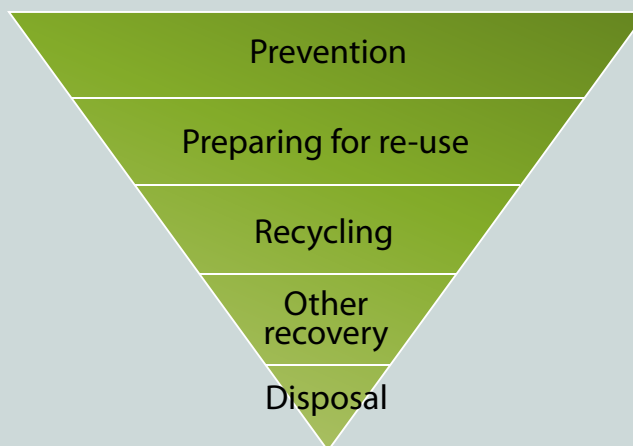 Prevention
Preparing for re-use
Recycling
Other
recovery
Disposal